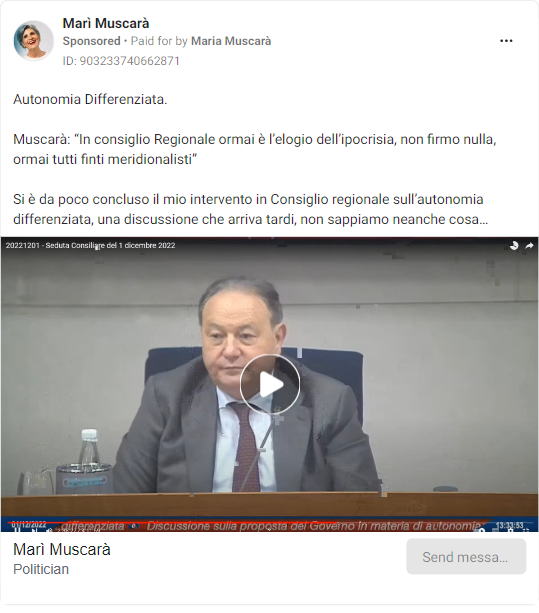 Marì Muscarà
Sponsored • Paid for by Maria Muscarà
ID: 903233740662871
Autonomia Differenziata.
Muscarà: “In consiglio Regionale ormai è l’elogio dell’ipocrisia, non firmo nulla,
ormai tutti finti meridionalisti”
Si è da poco concluso il mio intervento in Consiglio regionale sull’autonomia
differenziata, una discussione che arriva tardi, non sappiamo neanche cosa...
20221201 - Seduta Consiliare del 1 dicembre 2022
01/12/2022 differenziata Discussione sulla proposta del Governo in materia di autonomia 13:33:53
Marì Muscarà
Politician
Send messa...